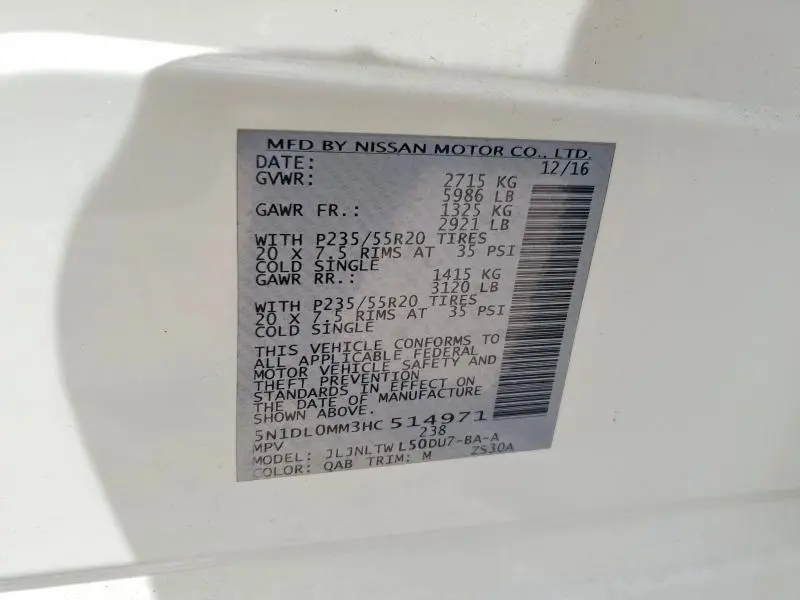 MFD BY NISSAN MOTOR CO., LTD.
DATE: 12/16
GVWR: 2715 KG
5986 LB
GAWR FR.: 1325 KG
2921 LB
WITH P235/55R20 TIRES
20 X 7.5 RIMS AT 35 PSI
COLD SINGLE
GAWR RR.: 1415 KG
3120 LB
WITH P235/55R20 TIRES
20 X 7.5 RIMS AT 35 PSI
COLD SINGLE
THIS VEHICLE CONFORMS TO
ALL APPLICABLE FEDERAL
MOTOR VEHICLE SAFETY AND
THEFT PREVENTION
STANDARDS IN EFFECT ON
THE DATE OF MANUFACTURE
SHOWN ABOVE.
5N1DL0MM3HC 514971
MPV 238
MODEL: JLJNLTW L50DU7-BA-A
COLOR: QAB TRIM: M ZS30A